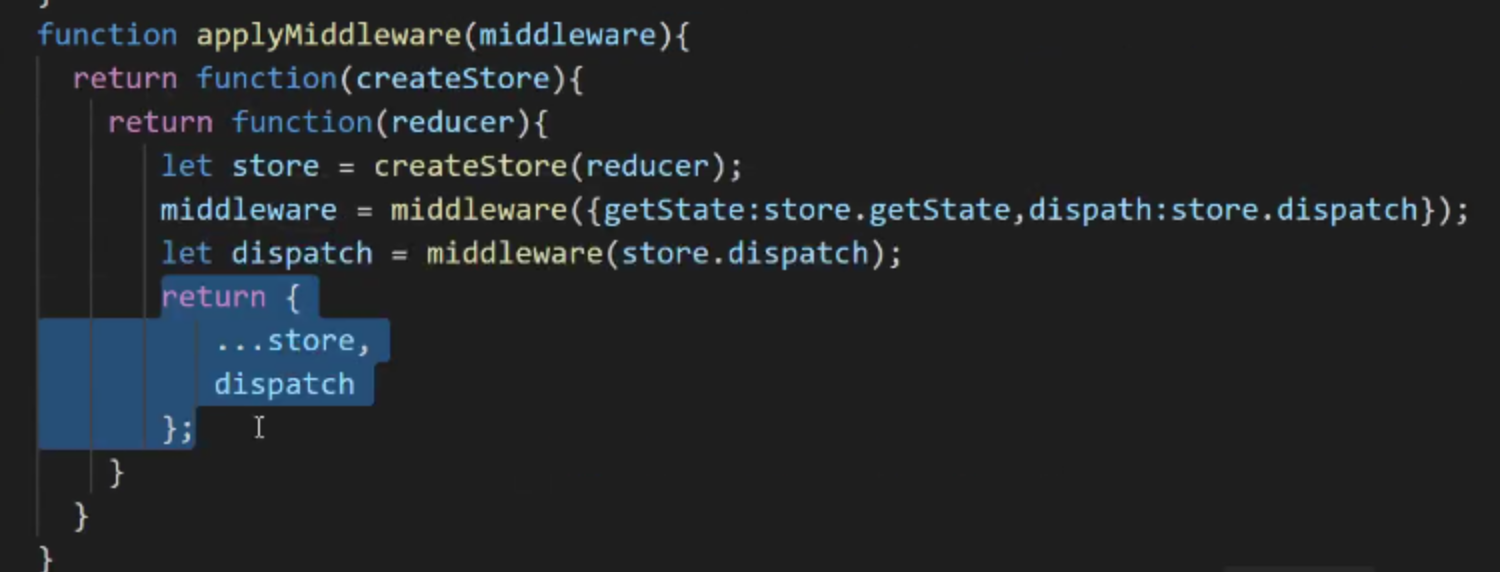 }
function applyMiddleware(middleware){
return function(createStore){
return function(reducer){
let store = createStore(reducer);
middleware = middleware({getState:store.getState,dispath:store.dispatch});
let dispatch = middleware(store.dispatch);
return {
...store,
dispatch
};
}
}
}